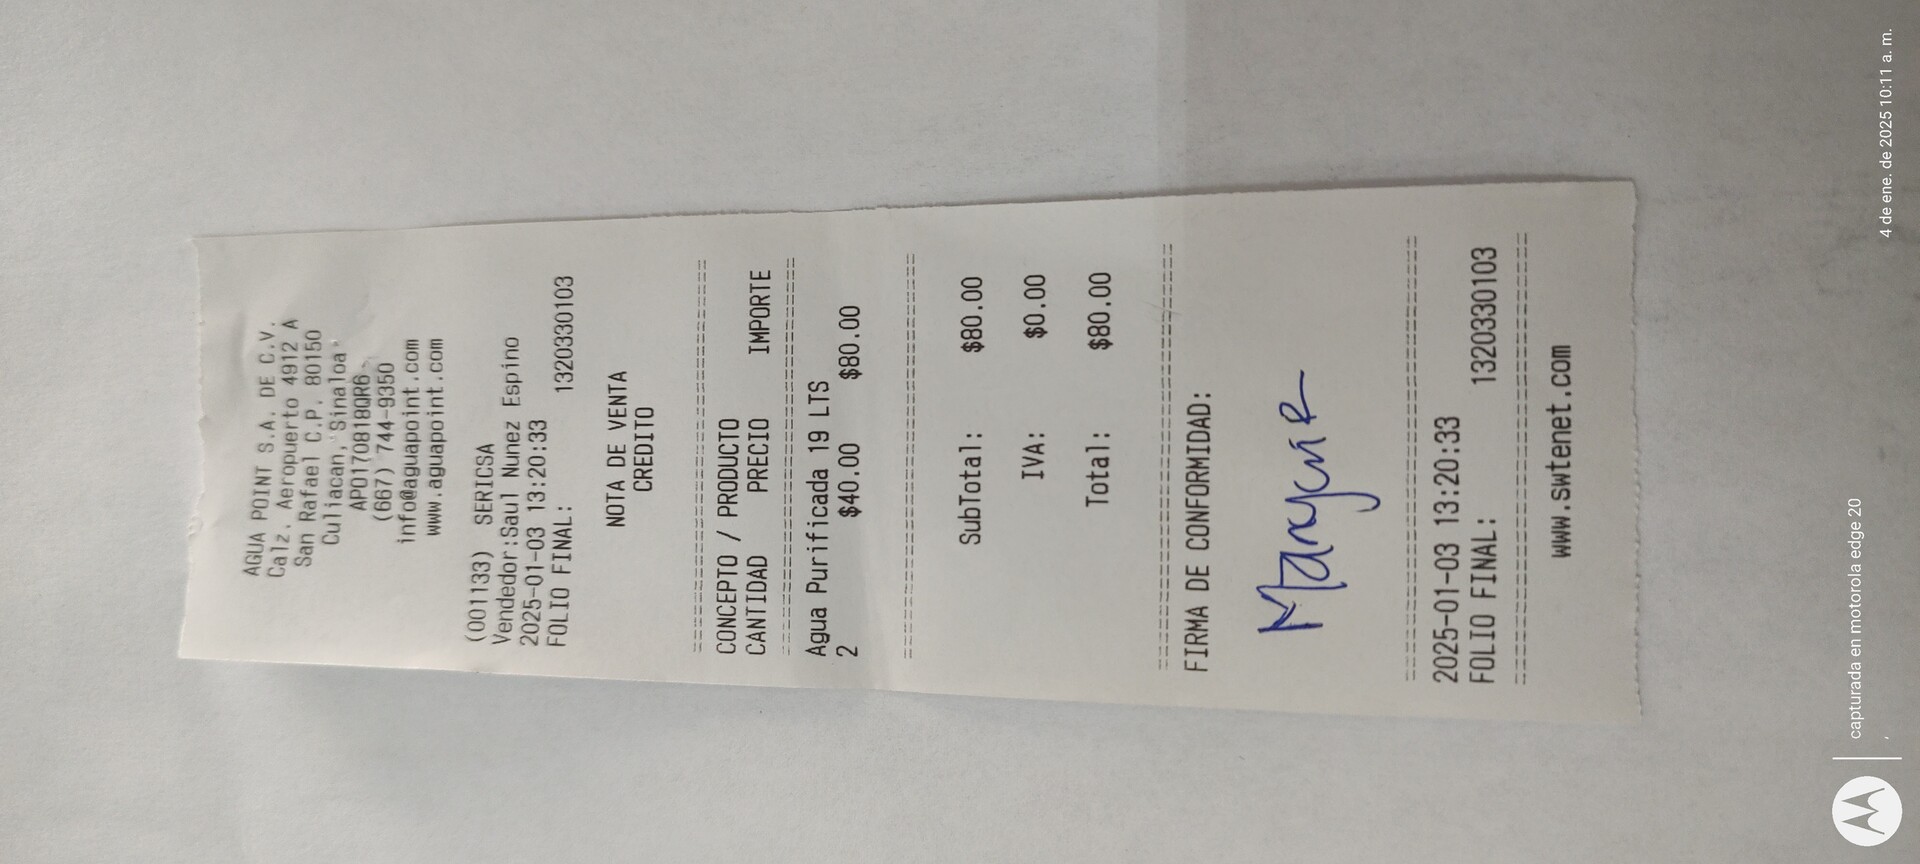 AGUA POINT S.A. DE C.V.
Calz. Aeropuerto 4912 A
San Rafael C.P. 80150
Culiacan, Sinaloa
APO170818QR6
(667) 744-9350
info@aguapoint.com
www.aguapoint.com
(001133) SERICSA
Vendedor:Saul Nunez Espino
2025-01-03 13:20:33
FOLIO FINAL: 1320330103
NOTA DE VENTA
CREDITO
CONCEPTO / PRODUCTO
CANTIDAD PRECIO IMPORTE
Agua Purificada 19 LTS
2 $40.00 $80.00
SubTotal: $80.00
IVA: $0.00
Total: $80.00
FIRMA DE CONFORMIDAD:
2025-01-03 13:20:33
FOLIO FINAL: 1320330103
www.swtenet.com
capturada en motorola edge 20
4 de ene. de 2025 10:11 a. m.